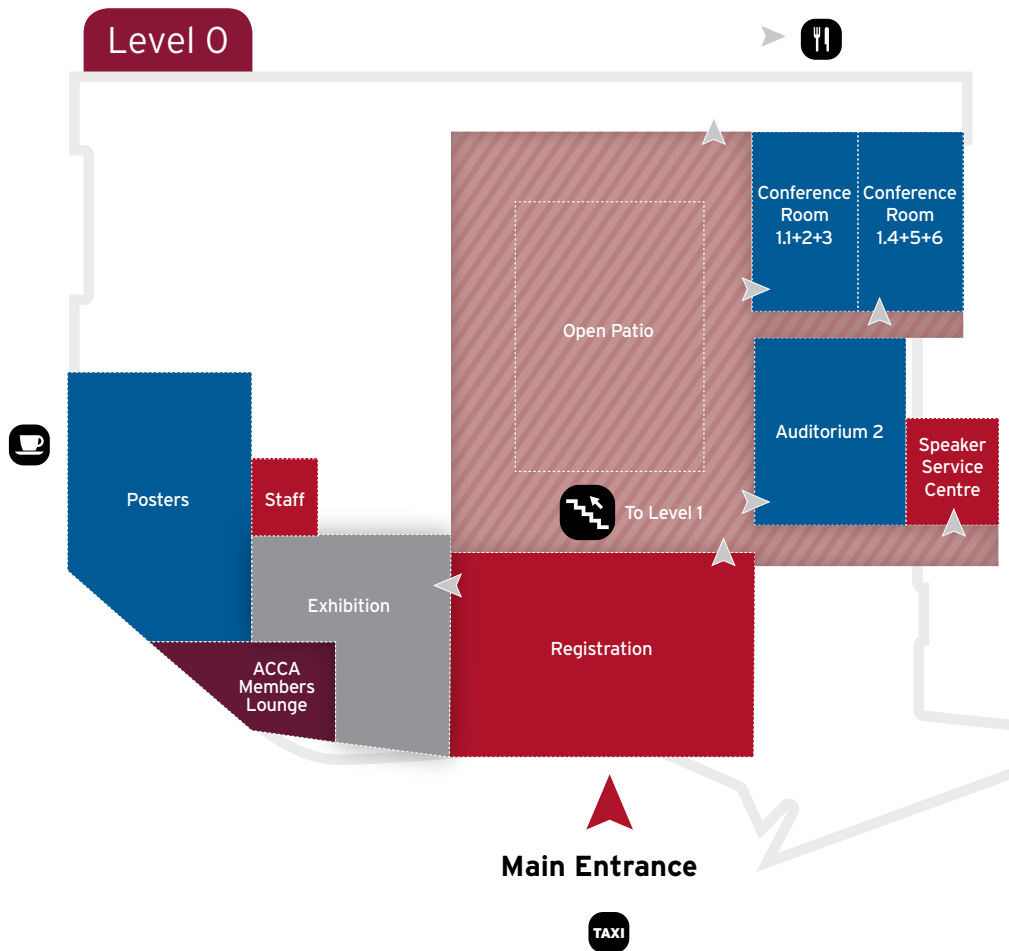 Level 0
Conference
Room
1.1+2+3
Conference
Room
1.4+5+6
Open Patio
Auditorium 2
Speaker
Service
Centre
Posters
Staff
To Level 1
Exhibition
Registration
ACCA
Members
Lounge
Main Entrance
TAXI